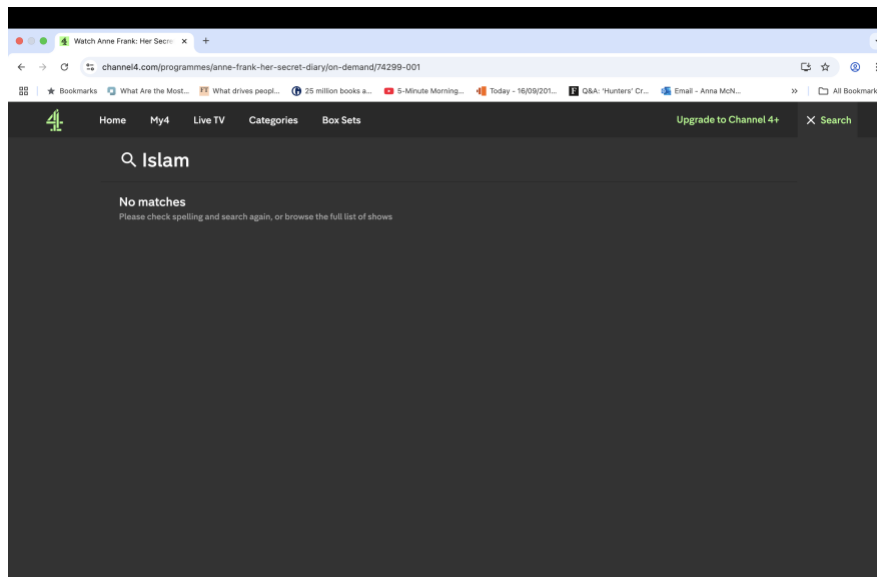 Watch Anne Frank: Her Secre
channel4.com/programmes/anne-frank-her-secret-diary/on-demand/74299-001
Bookmarks What Are the Most... FT What drives peopl... 25 million books a... 5-Minute Morning... Today - 16/09/201... F Q&A: 'Hunters' Cr... Email - Anna McN... All Bookmark
4 Home My4 Live TV Categories Box Sets Upgrade to Channel 4+ Search
Islam
No matches
Please check spelling and search again, or browse the full list of shows